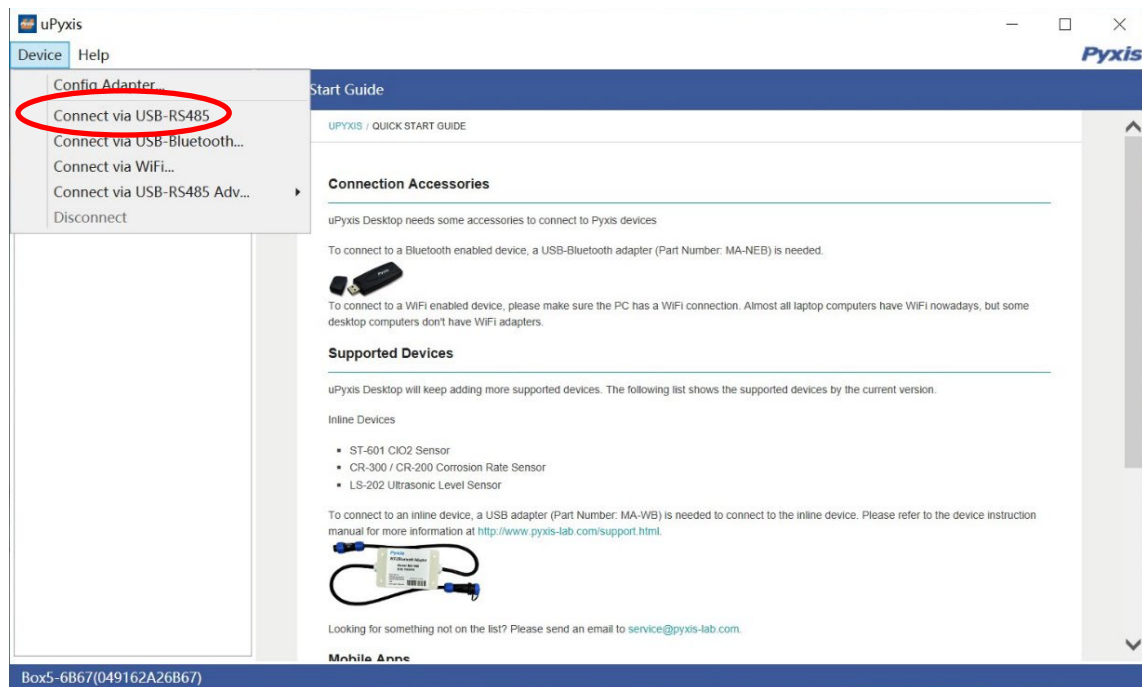 uPyxis
Device Help
Pyxis
Config Adapter...
Connect via USB-RS485
Connect via USB-Bluetooth...
Connect via WiFi...
Connect via USB-RS485 Adv...
Disconnect
Start Guide
UPYXIS / QUICK START GUIDE
Connection Accessories
uPyxis Desktop needs some accessories to connect to Pyxis devices
To connect to a Bluetooth enabled device, a USB-Bluetooth adapter (Part Number: MA-NEB) is needed.
Pyxis
To connect to a WiFi enabled device, please make sure the PC has a WiFi connection. Almost all laptop computers have WiFi nowadays, but some
desktop computers don't have WiFi adapters.
Supported Devices
uPyxis Desktop will keep adding more supported devices. The following list shows the supported devices by the current version.
Inline Devices
▪ ST-601 ClO2 Sensor
▪ CR-300 / CR-200 Corrosion Rate Sensor
▪ LS-202 Ultrasonic Level Sensor
To connect to an inline device, a USB adapter (Part Number: MA-WB) is needed to connect to the inline device. Please refer to the device instruction
manual for more information at http://www.pyxis-lab.com/support.html.
Pyxis
Looking for something not on the list? Please send an email to service@pyxis-lab.com.
Mobile Apps
Box5-6B67(049162A26B67)